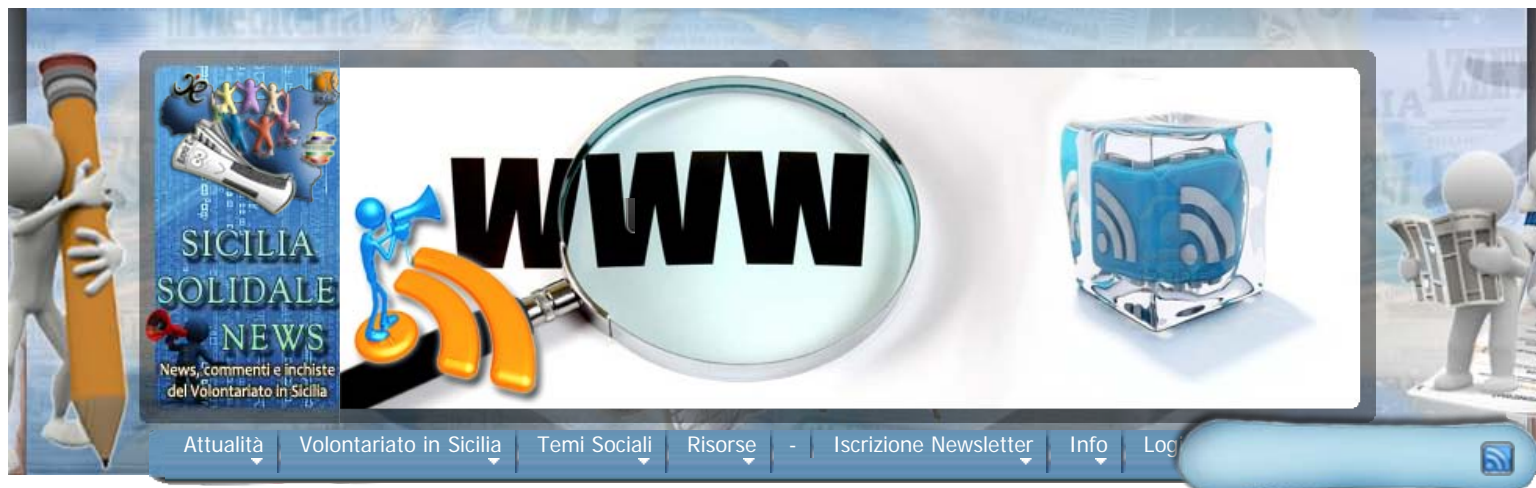 SICILIA
SOLIDALE
NEWS
News, commenti e inchiste
del Volontariato in Sicilia
WWW
Attualità Volontariato in Sicilia Temi Sociali Risorse - Iscrizione Newsletter Info Log